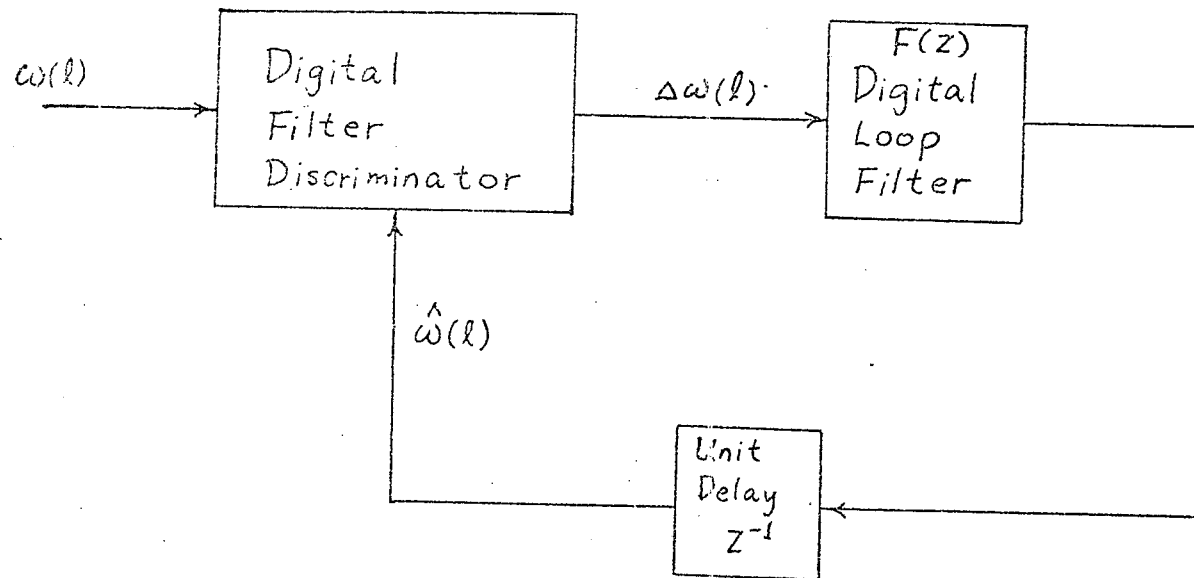 ω(l)
Digital
Filter
Discriminator
Δω(l)
F(Z)
Digital
Loop
Filter
ω̂(l)
Unit
Delay
Z⁻¹